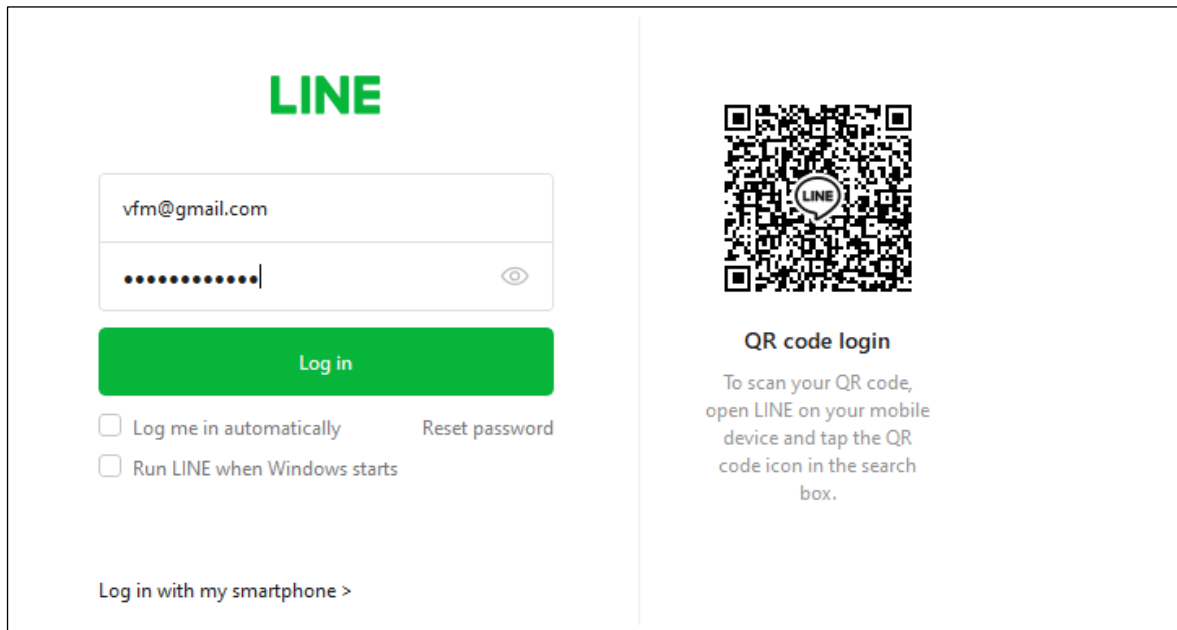 LINE
vfm@gmail.com
••••••••••••
Log in
Log me in automatically
Reset password
Run LINE when Windows starts
Log in with my smartphone >
LINE
QR code login
To scan your QR code,
open LINE on your mobile
device and tap the QR
code icon in the search
box.